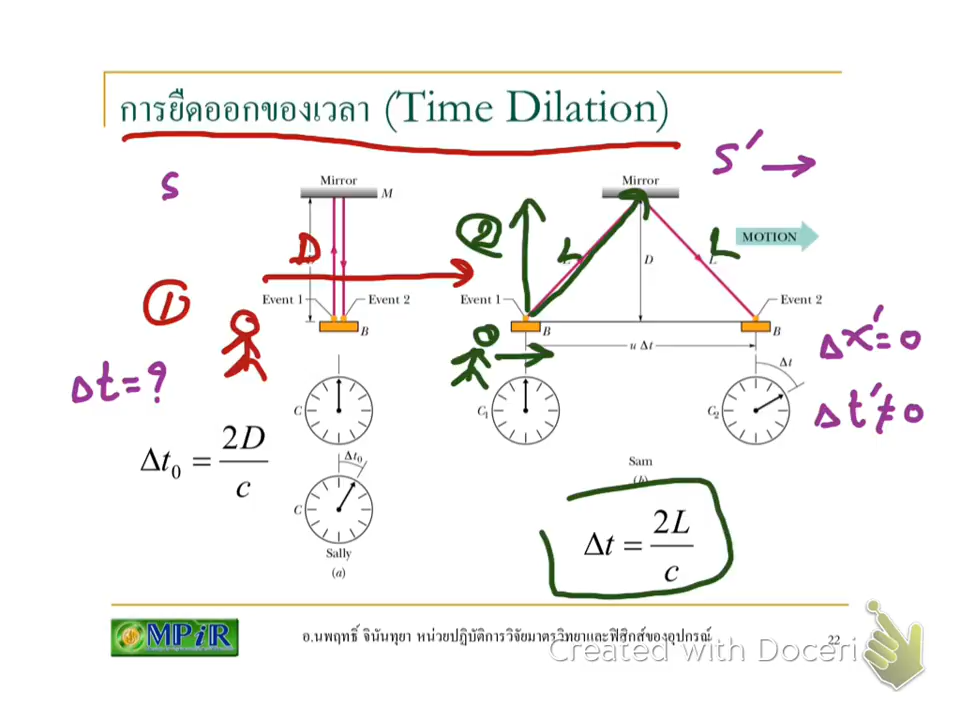 การยืดออกของเวลา (Time Dilation)
S
S′ →
Mirror
M
D
Event 1
Event 2
B
①
Δt = ?
C
Δt₀ = 2D/c
Δt₀
C
Sally
(a)
Mirror
②
L
L
D
MOTION
Event 1
Event 2
B
B
u Δt
Δx′ = 0
Δt
C₁
C₂
Δt′ ≠ 0
Sam
(b)
Δt = 2L/c
MPiR
อ.นพฤทธิ์ จินันทุยา หน่วยปฏิบัติการวิจัยมาตรวิทยาและฟิสิกส์ของอุปกรณ์
22
Created with Doceri